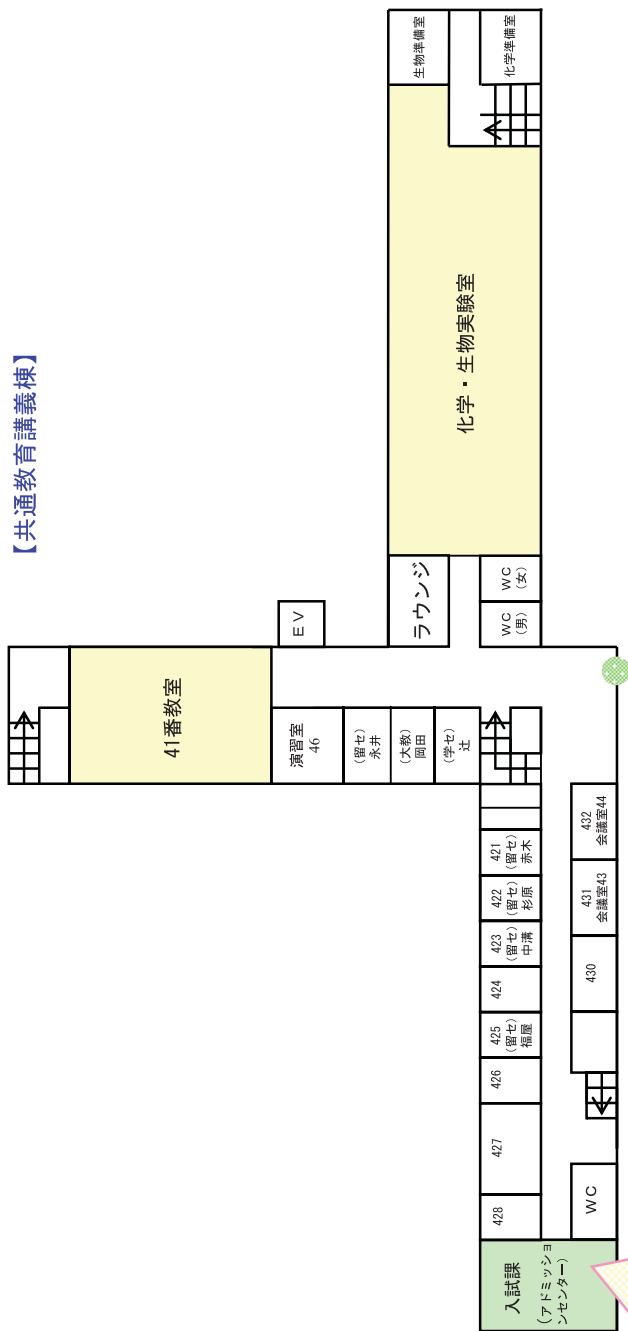 【共通教育講義棟】
生物準備室
化学準備室
化学・生物実験室
ラウンジ
WC
(女)
WC
(男)
EV
41番教室
演習室
46
(留セ)
永井
(大教)
岡田
(学セ)
辻
421
(留セ)
赤木
422
(留セ)
杉原
423
(留セ)
中溝
424
425
(留セ)
福屋
426
427
428
432
会議室44
431
会議室43
430
WC
入試課
(アドミッショ
ンセンター)